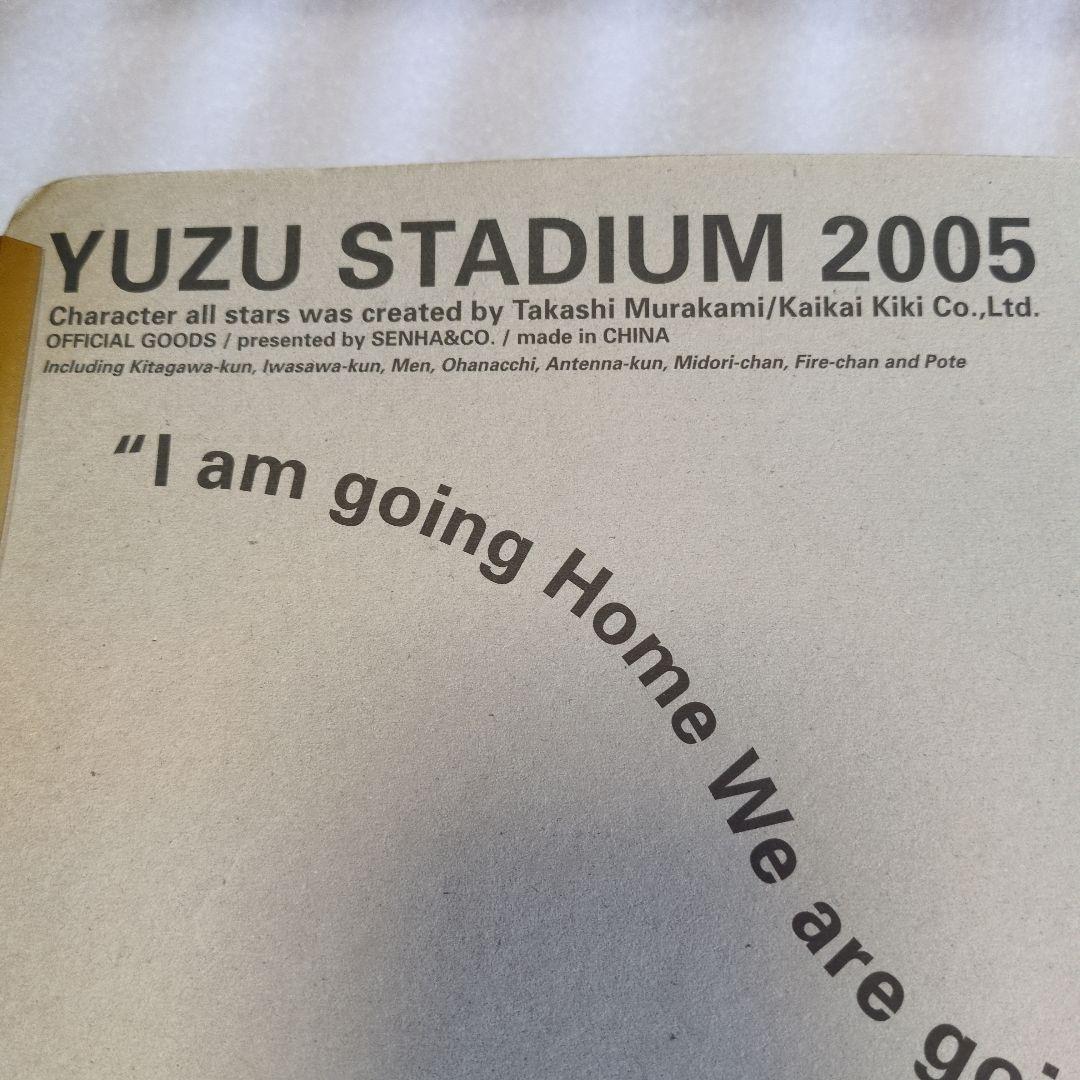 YUZU STADIUM 2005
Character all stars was created by Takashi Murakami/Kaikai Kiki Co.,Ltd.
OFFICIAL GOODS / presented by SENHA&CO. / made in CHINA
Including Kitagawa-kun, Iwasawa-kun, Men, Ohanacchi, Antenna-kun, Midori-chan, Fire-chan and Pote
“I am going Home We are goi